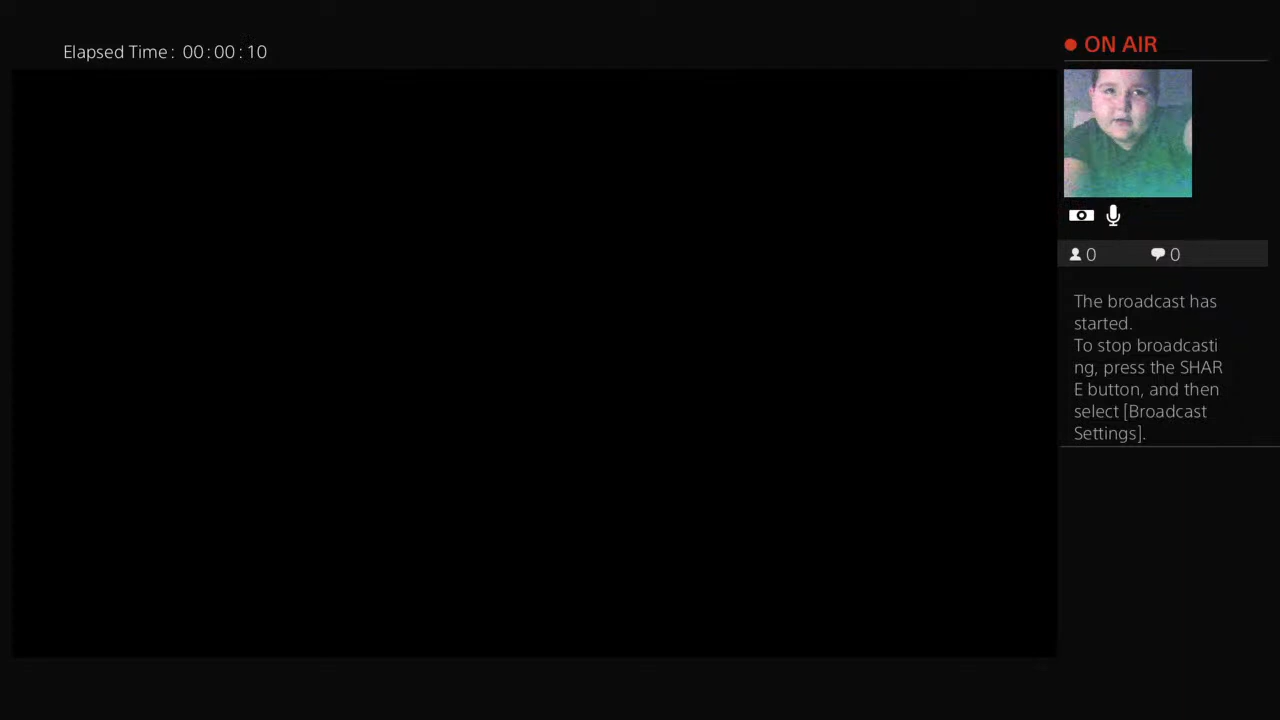 Elapsed Time: 00:00:10
ON AIR
0 0
The broadcast has
started.
To stop broadcasti
ng, press the SHAR
E button, and then
select [Broadcast
Settings].